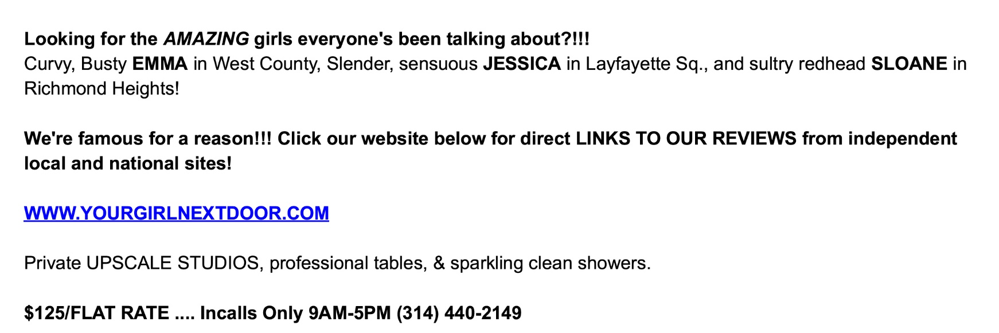 Looking for the AMAZING girls everyone's been talking about?!!!
Curvy, Busty EMMA in West County, Slender, sensuous JESSICA in Layfayette Sq., and sultry redhead SLOANE in
Richmond Heights!
We're famous for a reason!!! Click our website below for direct LINKS TO OUR REVIEWS from independent
local and national sites!
WWW.YOURGIRLNEXTDOOR.COM
Private UPSCALE STUDIOS, professional tables, & sparkling clean showers.
$125/FLAT RATE .... Incalls Only 9AM-5PM (314) 440-2149